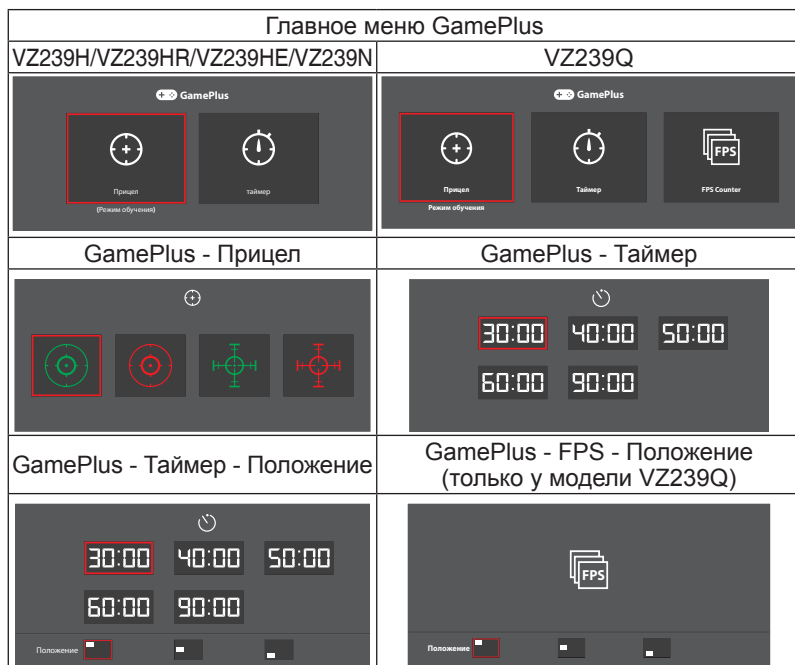 Главное меню GamePlus
VZ239H/VZ239HR/VZ239HE/VZ239N
VZ239Q
GamePlus
Прицел
таймер
(Режим обучения)
GamePlus
Прицел
Таймер
FPS
FPS Counter
Режим обучения
GamePlus - Прицел
GamePlus - Таймер
30:00 40:00 50:00
60:00 90:00
GamePlus - Таймер - Положение
GamePlus - FPS - Положение
(только у модели VZ239Q)
30:00 40:00 50:00
60:00 90:00
Положение
FPS
Положение